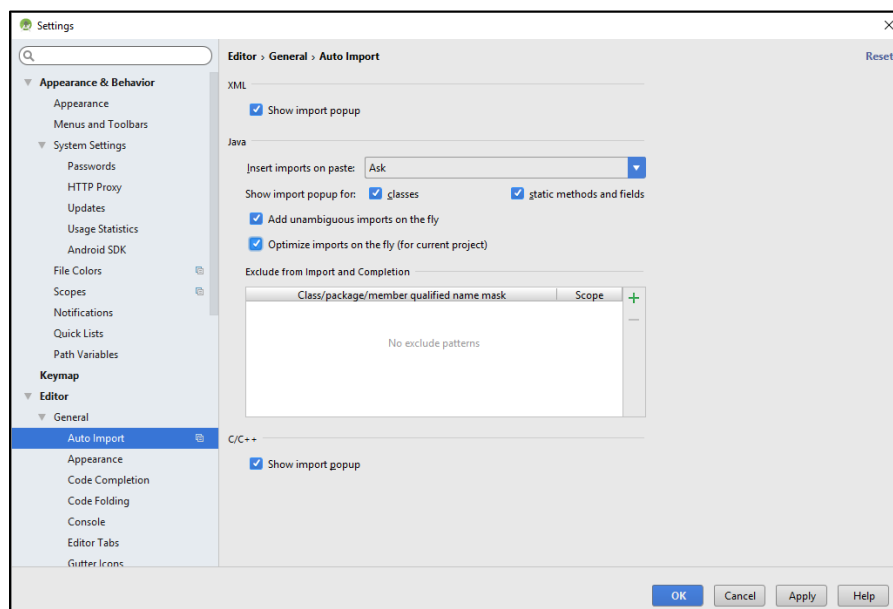 Settings
Editor › General › Auto Import
Reset
Appearance & Behavior
Appearance
Menus and Toolbars
System Settings
Passwords
HTTP Proxy
Updates
Usage Statistics
Android SDK
File Colors
Scopes
Notifications
Quick Lists
Path Variables
Keymap
Editor
General
Auto Import
Appearance
Code Completion
Code Folding
Console
Editor Tabs
Gutter Icons
XML
Show import popup
Java
Insert imports on paste: Ask
Show import popup for: classes static methods and fields
Add unambiguous imports on the fly
Optimize imports on the fly (for current project)
Exclude from Import and Completion
Class/package/member qualified name mask Scope
No exclude patterns
C/C++
Show import popup
OK Cancel Apply Help